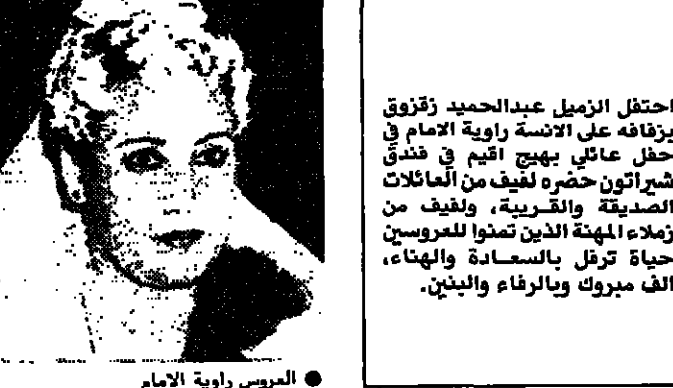 احتفل الزميل عبدالحميد زقزوق
بزفافه على الانسة راوية الامام في
حفل عائلي بهيج اقيم في فندق
شيراتون حضره لفيف من العائلات
الصديقة والقريبة، ولفيف من
زملاء المهنة الذين تمنوا للعروسين
حياة ترفل بالسعادة والهناء،
الف مبروك وبالرفاء والبنين.
● العروس راوية الامام